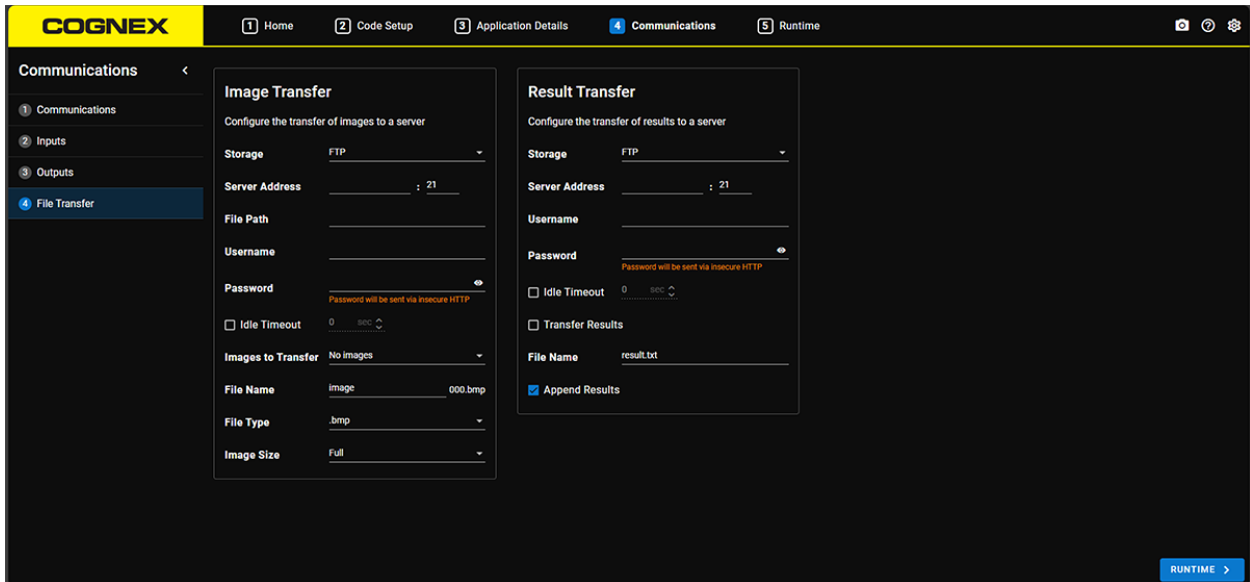 COGNEX
1 Home 2 Code Setup 3 Application Details 4 Communications 5 Runtime
Communications
1 Communications
2 Inputs
3 Outputs
4 File Transfer
Image Transfer
Configure the transfer of images to a server
Storage FTP
Server Address : 21
File Path
Username
Password
Password will be sent via insecure HTTP
Idle Timeout 0 sec
Images to Transfer No images
File Name image 000.bmp
File Type .bmp
Image Size Full
Result Transfer
Configure the transfer of results to a server
Storage FTP
Server Address : 21
Username
Password
Password will be sent via insecure HTTP
Idle Timeout 0 sec
Transfer Results
File Name result.txt
Append Results
RUNTIME